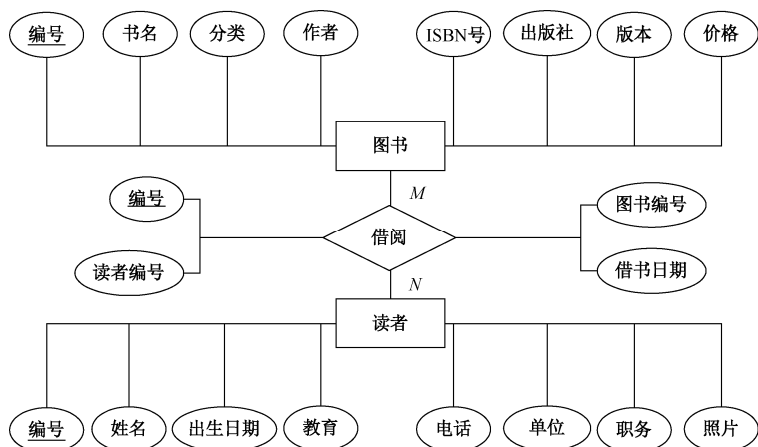 编号 书名 分类 作者 ISBN号 出版社 版本 价格
图书
M
编号 图书编号
借阅
读者编号 借书日期
N
读者
编号 姓名 出生日期 教育 电话 单位 职务 照片